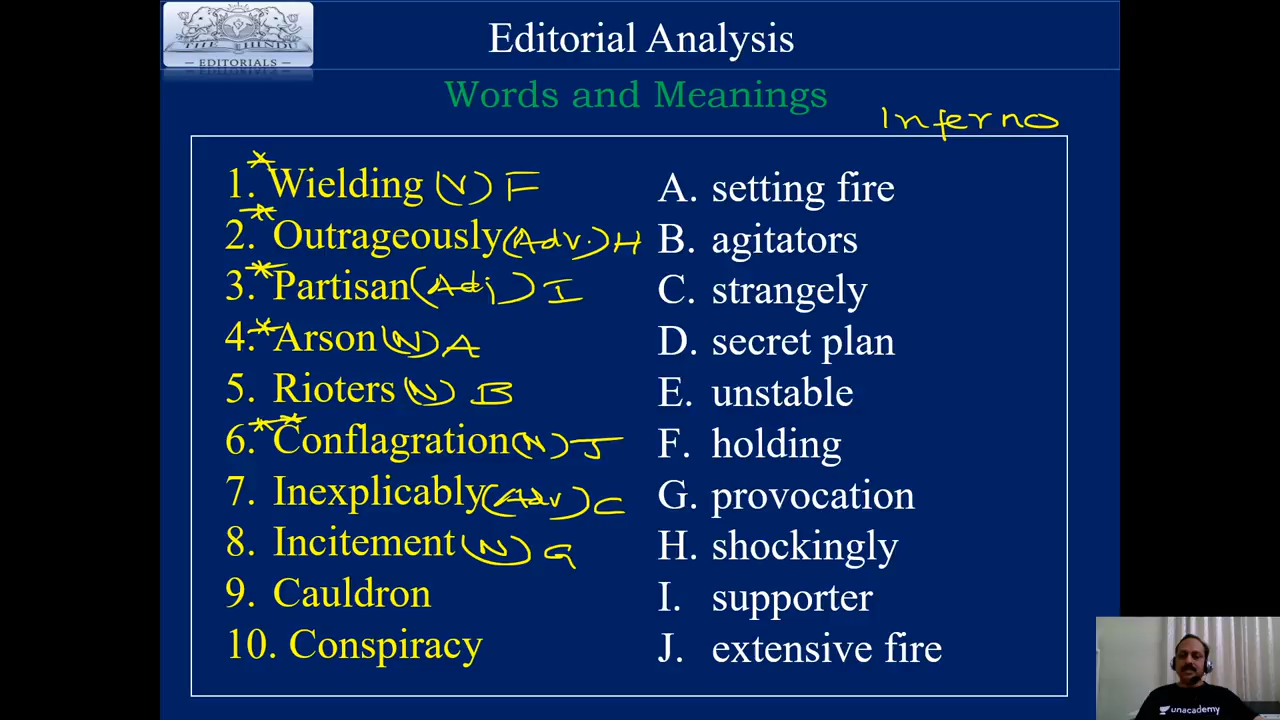 THE HINDU
— EDITORIALS —
Editorial Analysis
Words and Meanings
Inferno
1. *Wielding (V) F
A. setting fire
2. *Outrageously (Adv.) H
B. agitators
3. *Partisan (Adj) I
C. strangely
4. *Arson (N) A
D. secret plan
5. Rioters (N) B
E. unstable
6. **Conflagration (N) J
F. holding
7. Inexplicably (Adv) C
G. provocation
8. Incitement (N) G
H. shockingly
9. Cauldron
I. supporter
10. Conspiracy
J. extensive fire
unacademy